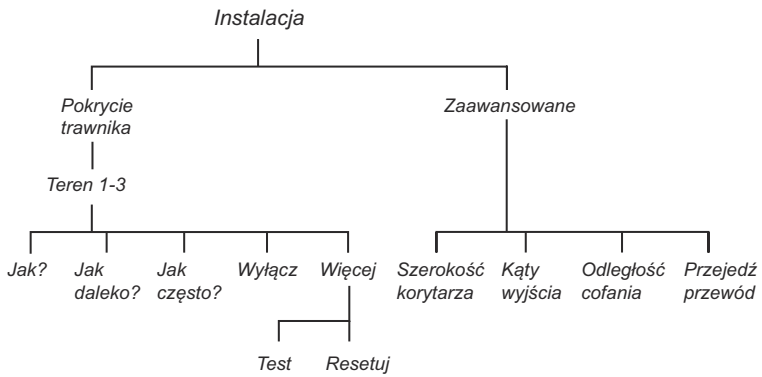 Instalacja
Pokrycie
trawnika
Zaawansowane
Teren 1-3
Jak?
Jak
daleko?
Jak
często?
Wyłącz
Więcej
Szerokość
korytarza
Kąty
wyjścia
Odległość
cofania
Przejedź
przewód
Test
Resetuj